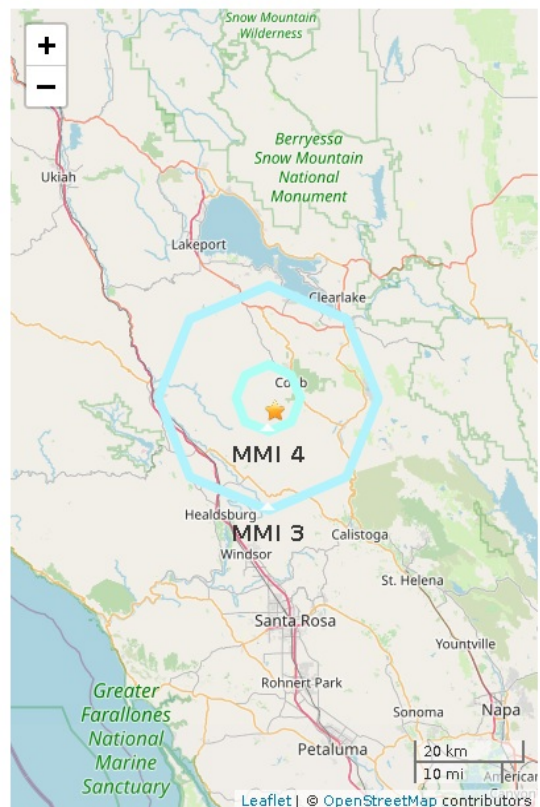 Snow Mountain
Wilderness
+
−
Berryessa
Snow Mountain
National
Monument
Ukiah
Lakeport
Clearlake
Cobb
MMI 4
Healdsburg
MMI 3
Windsor
Calistoga
St. Helena
Santa Rosa
Yountville
Rohnert Park
Greater
Farallones
National
Marine
Sanctuary
Sonoma
Napa
Petaluma
20 km
10 mi
American
Canyon
Leaflet | © OpenStreetMap contributors